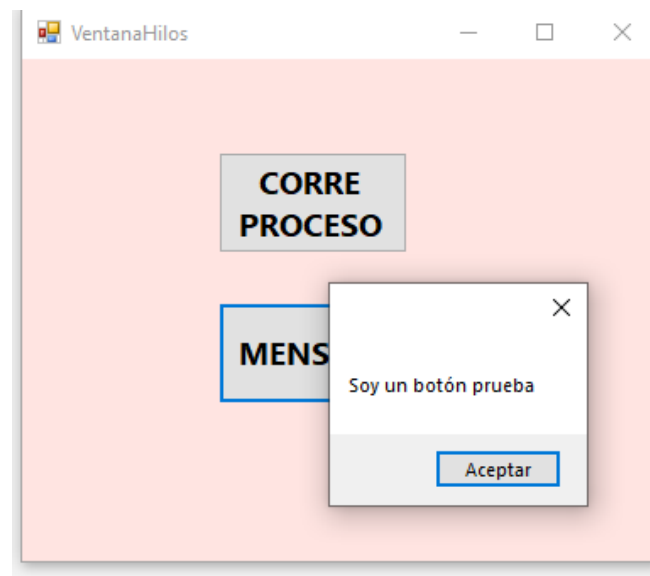 VentanaHilos
CORRE
PROCESO
MENS
Soy un botón prueba
Aceptar